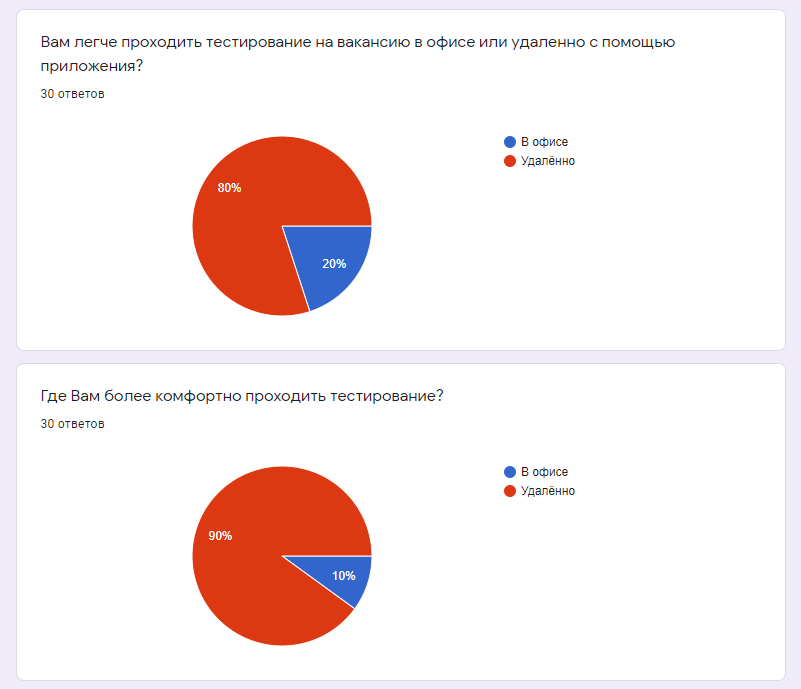 Вам легче проходить тестирование на вакансию в офисе или удаленно с помощью
приложения?
30 ответов
В офисе
Удалённо
80%
20%
Где Вам более комфортно проходить тестирование?
30 ответов
В офисе
Удалённо
90%
10%